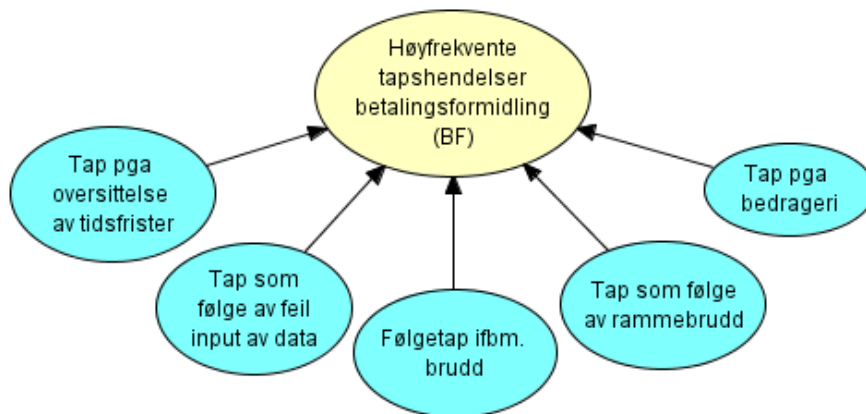 Høyfrekvente
tapshendelser
betalingsformidling
(BF)
Tap pga
oversittelse
av tidsfrister
Tap som
følge av feil
input av data
Følgetap ifbm.
brudd
Tap som følge
av rammebrudd
Tap pga
bedrageri